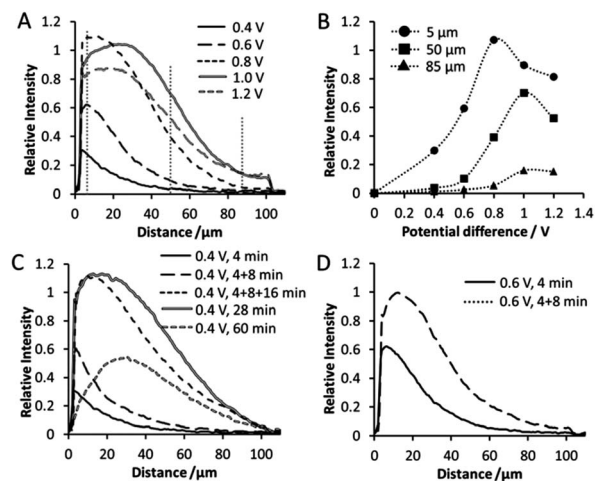 A
1.2
1
0.8
0.6
0.4
0.2
0
Relative Intensity
0.4 V
0.6 V
0.8 V
1.0 V
1.2 V
0 20 40 60 80 100
Distance /µm
B
1.2
1
0.8
0.6
0.4
0.2
0
Relative Intensity
5 µm
50 µm
85 µm
0 0.2 0.4 0.6 0.8 1 1.2 1.4
Potential difference / V
C
1.2
1
0.8
0.6
0.4
0.2
0
Relative Intensity
0.4 V, 4 min
0.4 V, 4+8 min
0.4 V, 4+8+16 min
0.4 V, 28 min
0.4 V, 60 min
0 20 40 60 80 100
Distance/µm
D
1.2
1
0.8
0.6
0.4
0.2
0
Relative Intensity
0.6 V, 4 min
0.6 V, 4+8 min
0 20 40 60 80 100
Distance/µm